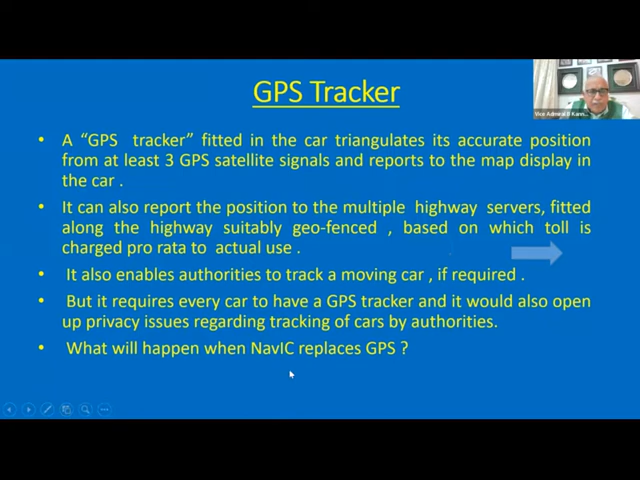 GPS Tracker
Vice Admiral B Kann...
• A “GPS tracker” fitted in the car triangulates its accurate position
from at least 3 GPS satellite signals and reports to the map display in
the car .
• It can also report the position to the multiple highway servers, fitted
along the highway suitably geo-fenced , based on which toll is
charged pro rata to actual use .
• It also enables authorities to track a moving car , if required .
• But it requires every car to have a GPS tracker and it would also open
up privacy issues regarding tracking of cars by authorities.
• What will happen when NavIC replaces GPS ?